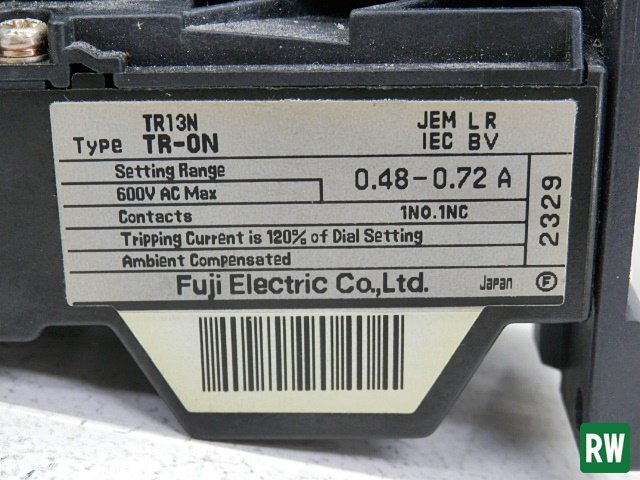 TR13N JEM LR
Type TR-0N IEC BV
Setting Range 0.48-0.72 A
600V AC Max
Contacts 1NO.1NC
Tripping Current is 120% of Dial Setting
Ambient Compensated
2329
Fuji Electric Co.,Ltd. Japan F
RW